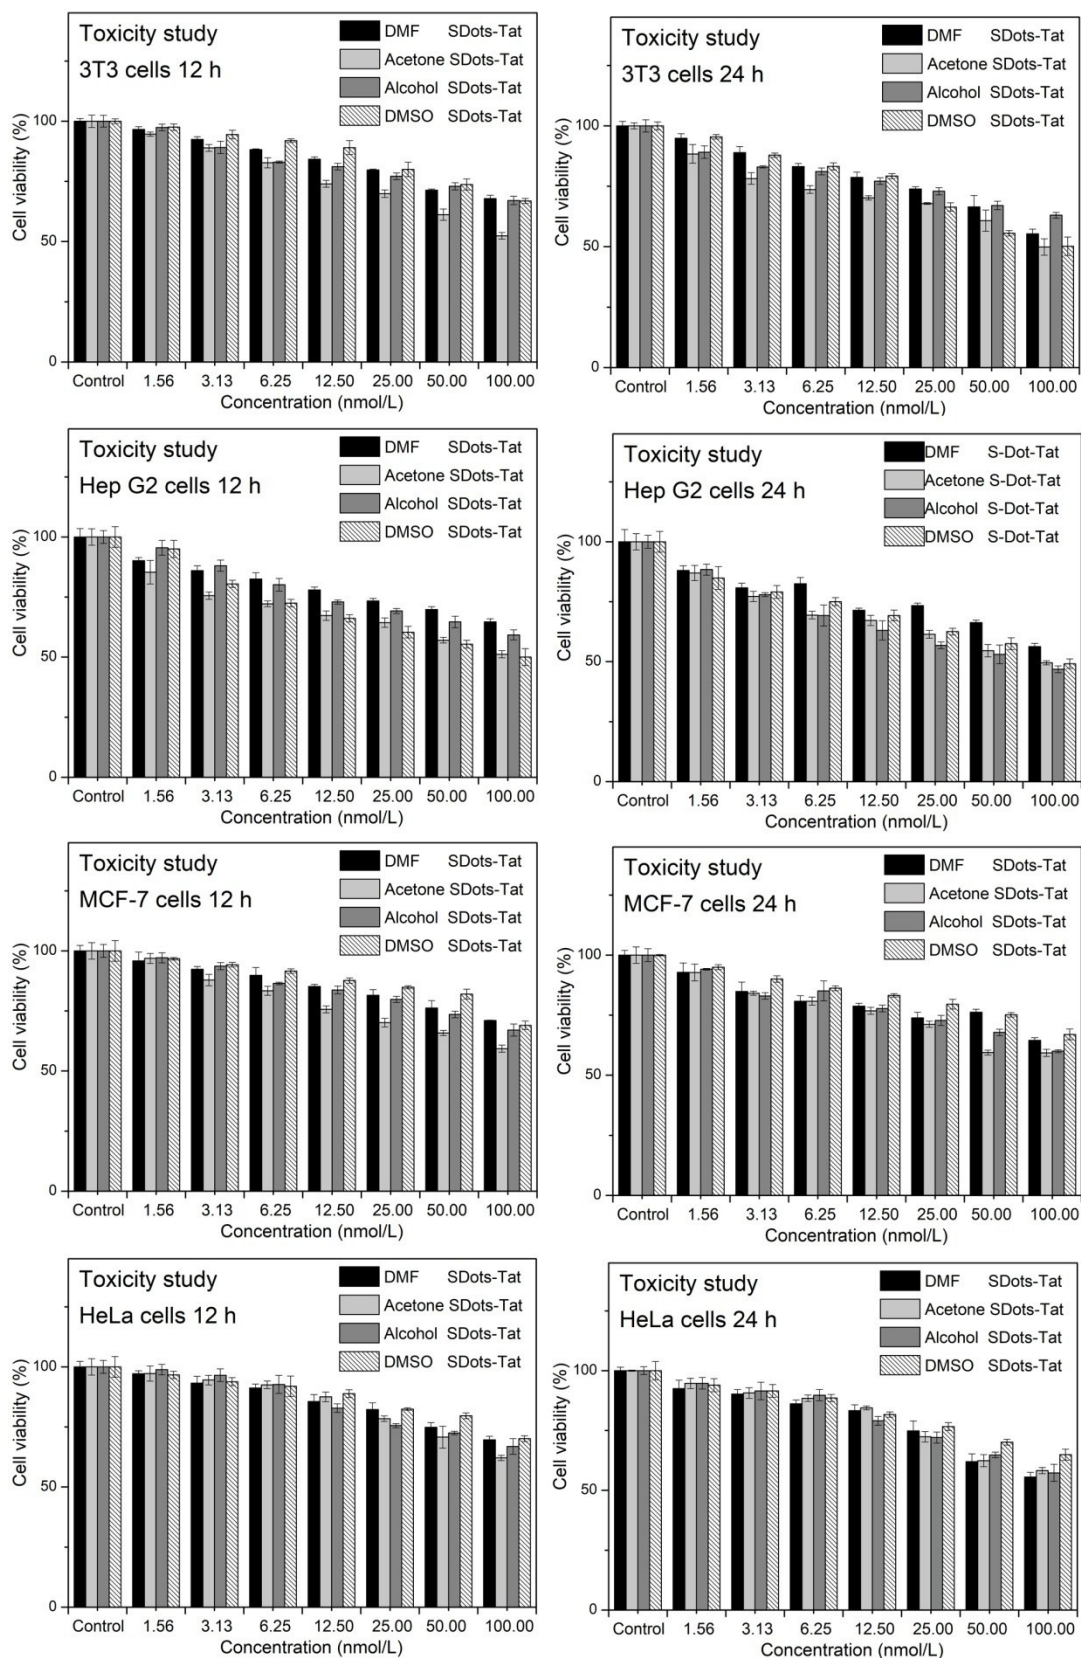 Toxicity study
3T3 cells 12 h
DMF SDots-Tat
Acetone SDots-Tat
Alcohol SDots-Tat
DMSO SDots-Tat
Cell viability (%)
100
50
0
Control 1.56 3.13 6.25 12.50 25.00 50.00 100.00
Concentration (nmol/L)
Toxicity study
3T3 cells 24 h
DMF SDots-Tat
Acetone SDots-Tat
Alcohol SDots-Tat
DMSO SDots-Tat
Cell viability (%)
100
50
0
Control 1.56 3.13 6.25 12.50 25.00 50.00 100.00
Concentration (nmol/L)
Toxicity study
Hep G2 cells 12 h
DMF SDots-Tat
Acetone SDots-Tat
Alcohol SDots-Tat
DMSO SDots-Tat
Cell viability (%)
100
50
0
Control 1.56 3.13 6.25 12.50 25.00 50.00 100.00
Concentration (nmol/L)
Toxicity study
Hep G2 cells 24 h
DMF S-Dot-Tat
Acetone S-Dot-Tat
Alcohol S-Dot-Tat
DMSO S-Dot-Tat
Cell viability (%)
100
50
0
Control 1.56 3.13 6.25 12.50 25.00 50.00 100.00
Concentration (nmol/L)
Toxicity study
MCF-7 cells 12 h
DMF SDots-Tat
Acetone SDots-Tat
Alcohol SDots-Tat
DMSO SDots-Tat
Cell viability (%)
100
50
0
Control 1.56 3.13 6.25 12.50 25.00 50.00 100.00
Concentration (nmol/L)
Toxicity study
MCF-7 cells 24 h
DMF SDots-Tat
Acetone SDots-Tat
Alcohol SDots-Tat
DMSO SDots-Tat
Cell viability (%)
100
50
0
Control 1.56 3.13 6.25 12.50 25.00 50.00 100.00
Concentration (nmol/L)
Toxicity study
HeLa cells 12 h
DMF SDots-Tat
Acetone SDots-Tat
Alcohol SDots-Tat
DMSO SDots-Tat
Cell viability (%)
100
50
0
Control 1.56 3.13 6.25 12.50 25.00 50.00 100.00
Concentration (nmol/L)
Toxicity study
HeLa cells 24 h
DMF SDots-Tat
Acetone SDots-Tat
Alcohol SDots-Tat
DMSO SDots-Tat
Cell viability (%)
100
50
0
Control 1.56 3.13 6.25 12.50 25.00 50.00 100.00
Concentration (nmol/L)